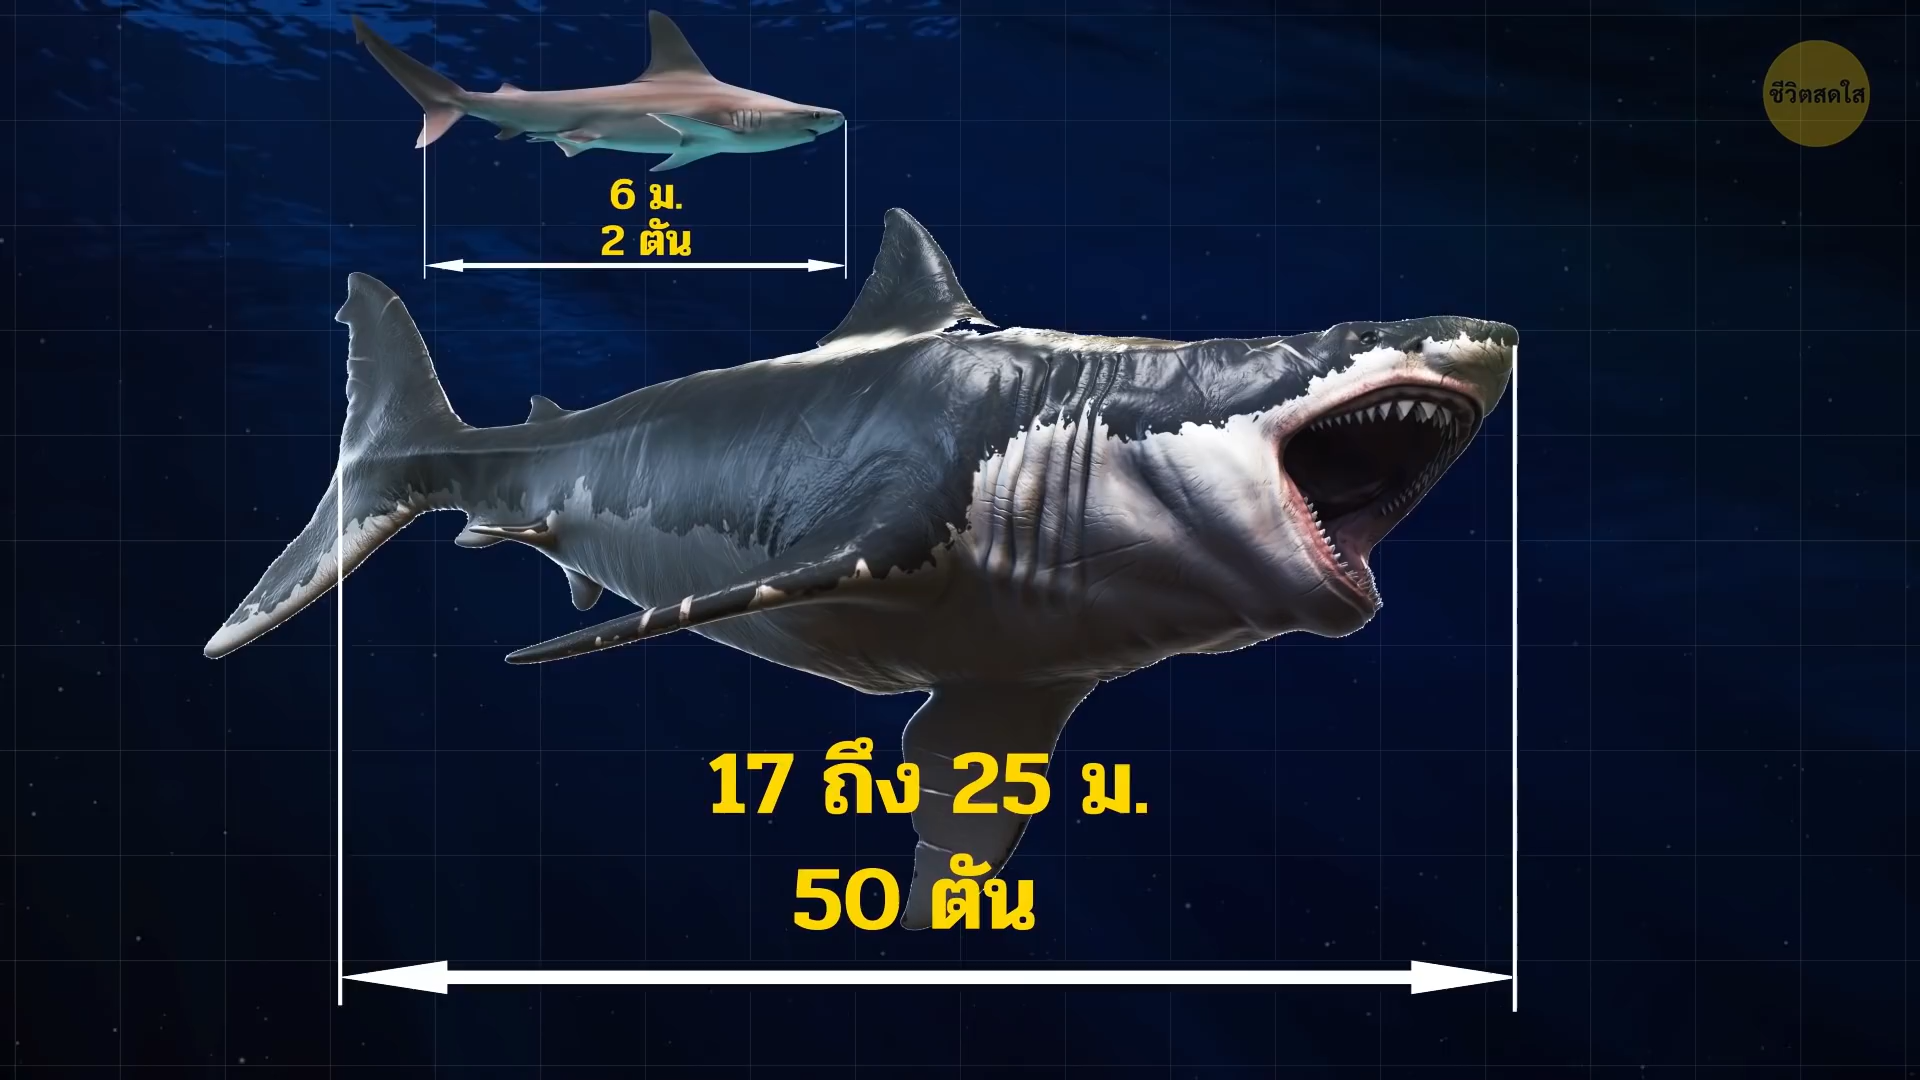 ชีวิตสดใส
6 ม.
2 ตัน
17 ถึง 25 ม.
50 ตัน